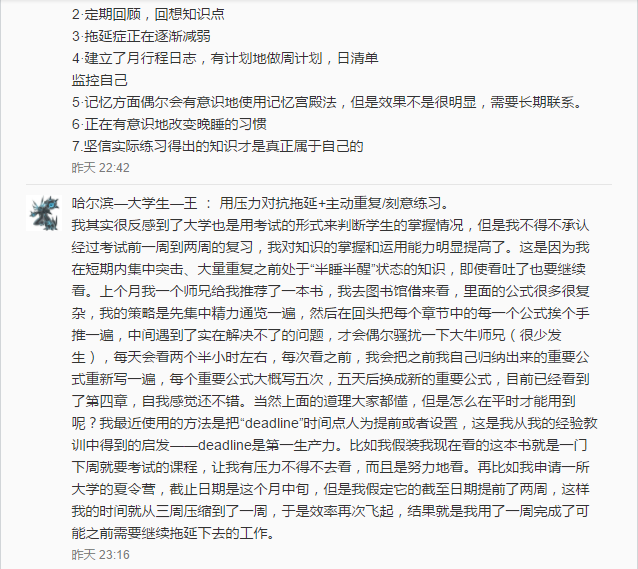 2·定期回顾，回想知识点
3·拖延症正在逐渐减弱
4·建立了月行程日志，有计划地做周计划，日清单
监控自己
5·记忆方面偶尔会有意识地使用记忆宫殿法，但是效果不是很明显，需要长期联系。
6·正在有意识地改变晚睡的习惯
7.坚信实际练习得出的知识才是真正属于自己的
昨天 22:42
哈尔滨—大学生—王 ： 用压力对抗拖延+主动重复/刻意练习。
我其实很反感到了大学也是用考试的形式来判断学生的掌握情况，但是我不得不承认
经过考试前一周到两周的复习，我对知识的掌握和运用能力明显提高了。这是因为我
在短期内集中突击、大量重复之前处于“半睡半醒”状态的知识，即使看吐了也要继续
看。上个月我一个师兄给我推荐了一本书，我去图书馆借来看，里面的公式很多很复
杂，我的策略是先集中精力通览一遍，然后在回头把每个章节中的每一个公式挨个手
推一遍，中间遇到了实在解决不了的问题，才会偶尔骚扰一下大牛师兄（很少发
生），每天会看两个半小时左右，每次看之前，我会把之前我自己归纳出来的重要公
式重新写一遍，每个重要公式大概写五次，五天后换成新的重要公式，目前已经看到
了第四章，自我感觉还不错。当然上面的道理大家都懂，但是怎么在平时才能用到
呢？我最近使用的方法是把“deadline”时间点人为提前或者设置，这是我从我的经验教
训中得到的启发——deadline是第一生产力。比如我假装我现在看的这本书就是一门
下周就要考试的课程，让我有压力不得不去看，而且是努力地看。再比如我申请一所
大学的夏令营，截止日期是这个月中旬，但是我假定它的截至日期提前了两周，这样
我的时间就从三周压缩到了一周，于是效率再次飞起，结果就是我用了一周完成了可
能之前需要继续拖延下去的工作。
昨天 23:16